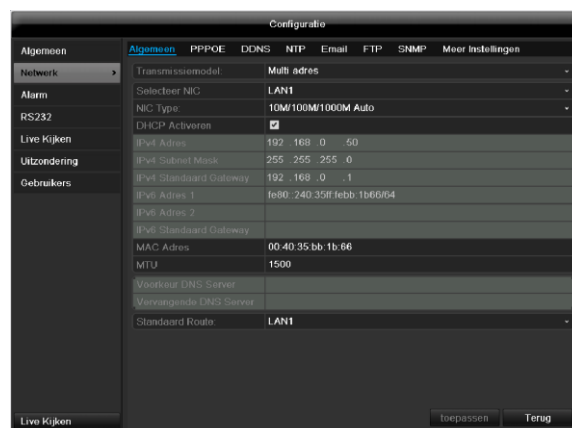 Configuratie
Algemeen
Netwerk
Alarm
RS232
Live Kijken
Uitzondering
Gebruikers
Live Kijken
Algemeen PPPOE DDNS NTP Email FTP SNMP Meer Instellingen
Transmissiemodel: Multi adres
Selecteer NIC LAN1
NIC Type: 10M/100M/1000M Auto
DHCP Activeren
IPv4 Adres 192 .168 .0 .50
IPv4 Subnet Mask 255 .255 .255 .0
IPv4 Standaard Gateway 192 .168 .0 .1
IPv6 Adres 1 fe80::240:35ff:febb:1b66/64
IPv6 Adres 2
IPv6 Standaard Gateway
MAC Adres 00:40:35:bb:1b:66
MTU 1500
Voorkeur DNS Server
Vervangende DNS Server
Standaard Route: LAN1
toepassen Terug